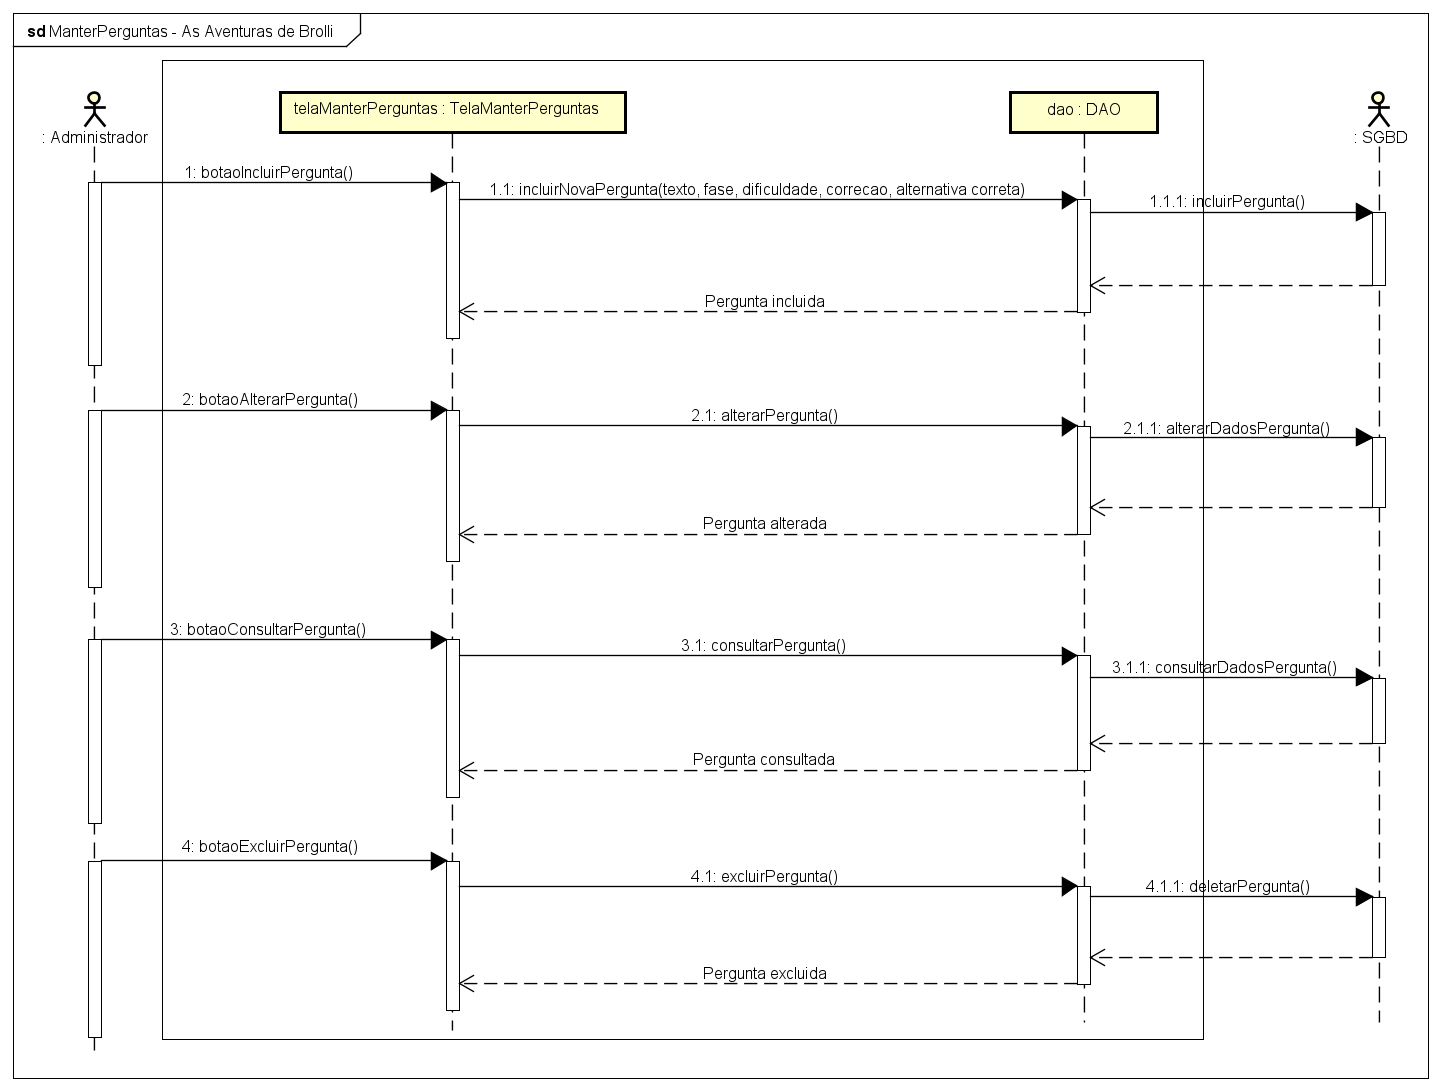 sd ManterPerguntas - As Aventuras de Brolli
telaManterPerguntas : TelaManterPerguntas
dao : DAO
: Administrador
: SGBD
1: botaoIncluirPergunta()
1.1: incluirNovaPergunta(texto, fase, dificuldade, correcao, alternativa correta)
1.1.1: incluirPergunta()
Pergunta incluida
2: botaoAlterarPergunta()
2.1: alterarPergunta()
2.1.1: alterarDadosPergunta()
Pergunta alterada
3: botaoConsultarPergunta()
3.1: consultarPergunta()
3.1.1: consultarDadosPergunta()
Pergunta consultada
4: botaoExcluirPergunta()
4.1: excluirPergunta()
4.1.1: deletarPergunta()
Pergunta excluida